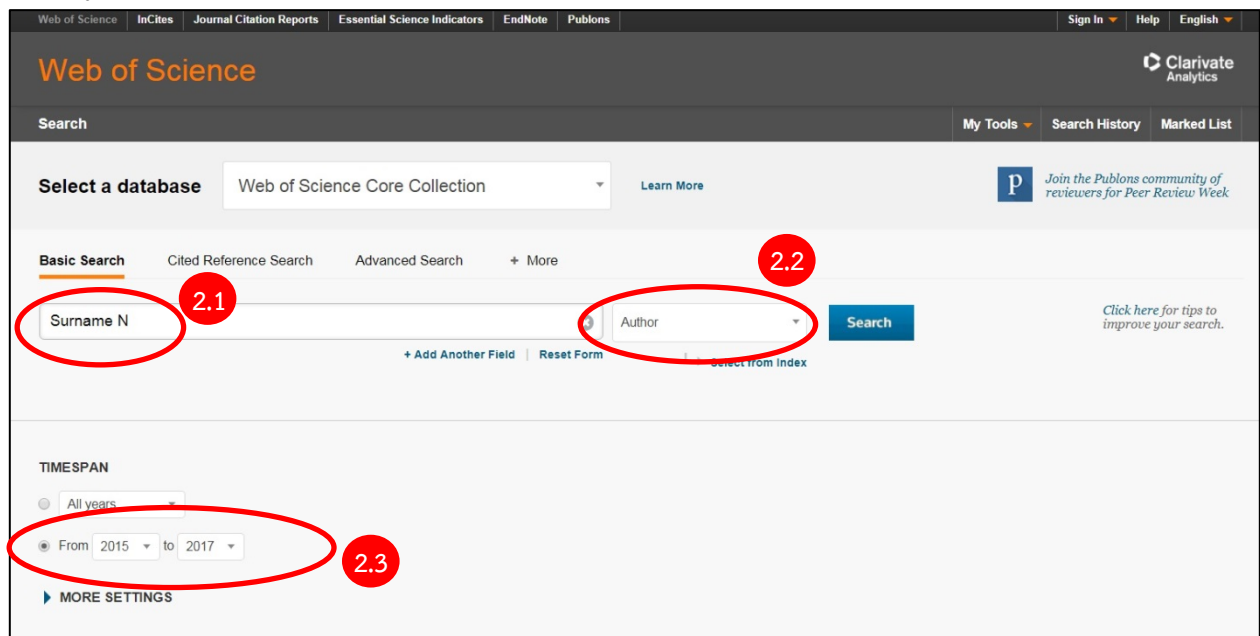 Web of Science InCites Journal Citation Reports Essential Science Indicators EndNote Publons Sign In Help English
Web of Science
Clarivate
Analytics
Search My Tools Search History Marked List
Select a database Web of Science Core Collection Learn More
p
Join the Publons community of
reviewers for Peer Review Week
Basic Search Cited Reference Search Advanced Search + More
2.2
2.1
Surname N Author Search
Click here for tips to
improve your search.
+ Add Another Field | Reset Form
Select from Index
TIMESPAN
All years
From 2015 to 2017
2.3
MORE SETTINGS